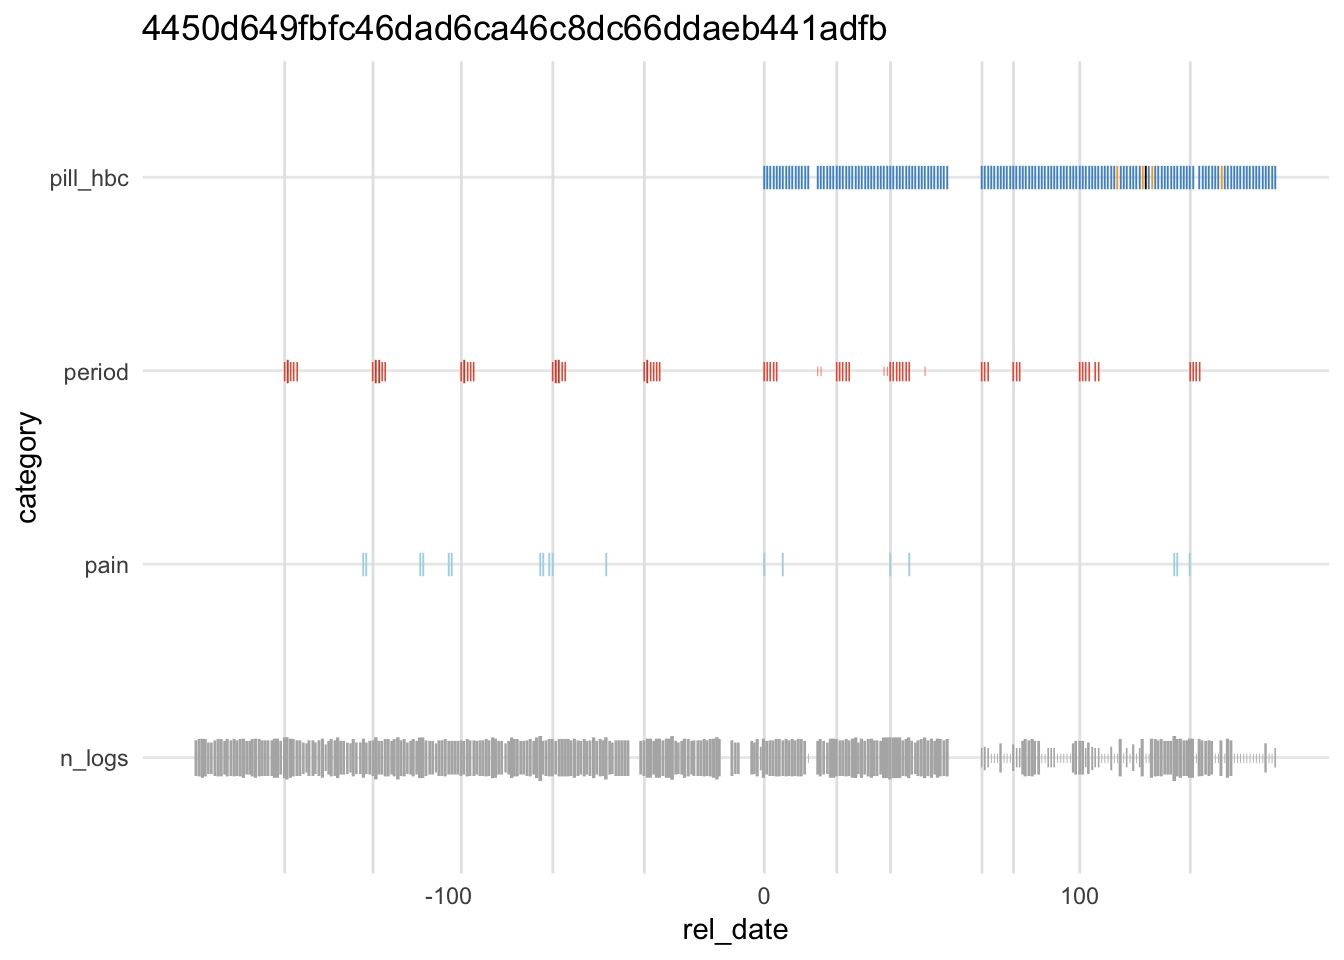 4450d649fbfc46dad6ca46c8dc66ddaeb441adfb
pill_hbc
period
category
pain
n_logs
-100 0 100
rel_date